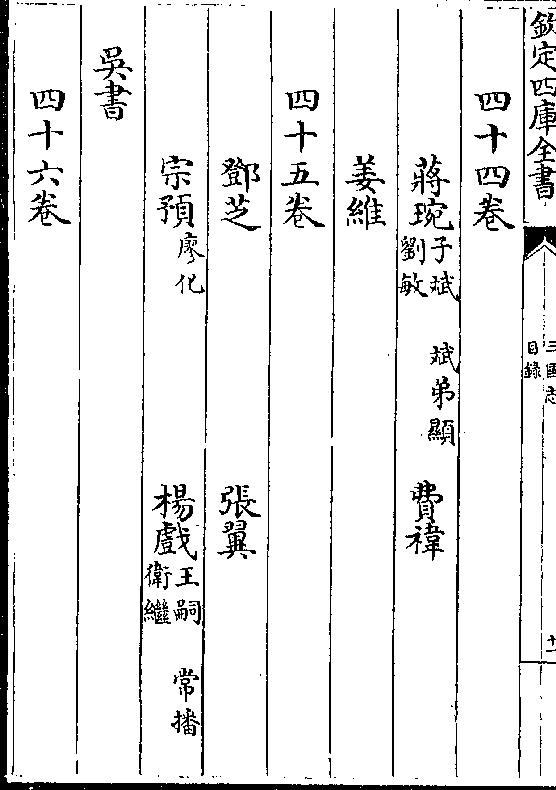 欽定四庫全書
三國志
目錄
十一
四十四卷
蔣琬子斌 斌弟顯 劉敏 費禕
姜維
四十五卷
鄧芝 張翼
宗預廖化 楊戲王嗣 常播 衛繼
吳書
四十六卷